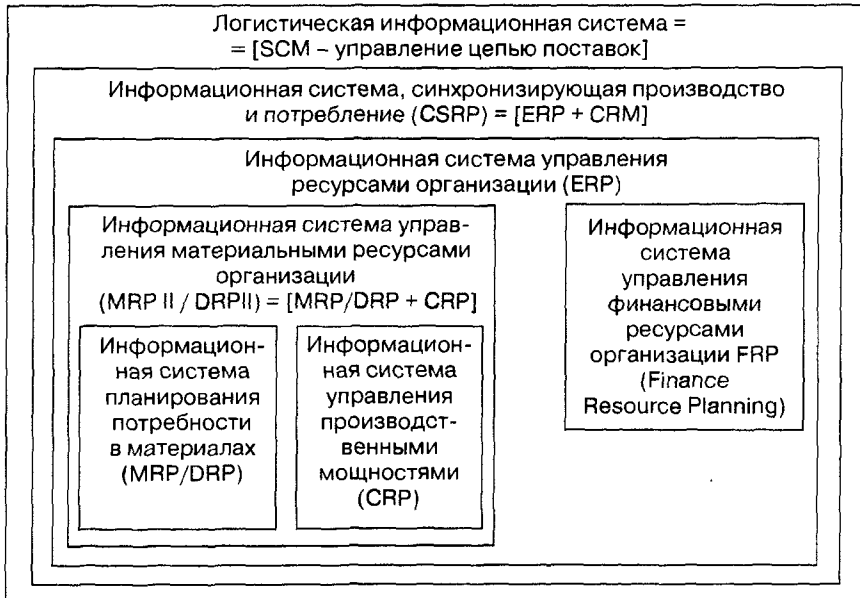 Логистическая информационная система =
= [SCM – управление цепью поставок]
Информационная система, синхронизирующая производство
и потребление (CSRP) = [ERP + CRM]
Информационная система управления
ресурсами организации (ERP)
Информационная система управ-
ления материальными ресурсами
организации
(MRP II / DRPII) = [MRP/DRP + CRP]
Информацион-
ная система
планирования
потребности
в материалах
(MRP/DRP)
Информацион-
ная система
управления
производст-
венными
мощностями
(CRP)
Информационная
система
управления
финансовыми
ресурсами
организации FRP
(Finance
Resource Planning)